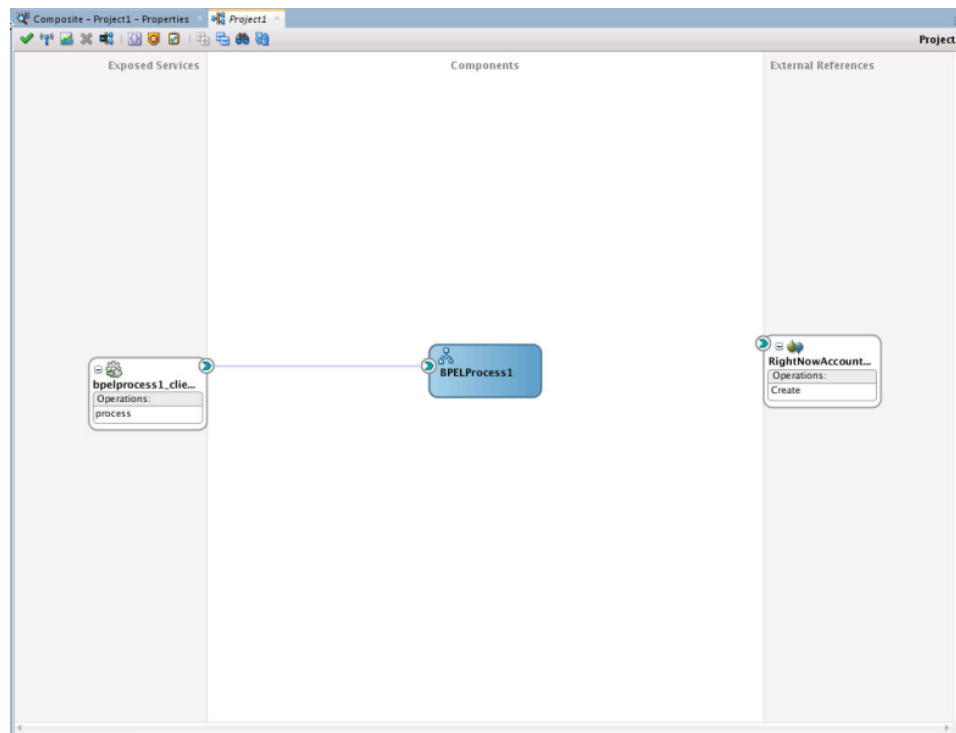 Composite - Project1 - Properties
Project1
Project
Exposed Services
Components
External References
bpelprocess1_clie...
Operations:
process
BPELProcess1
RightNowAccount...
Operations:
Create